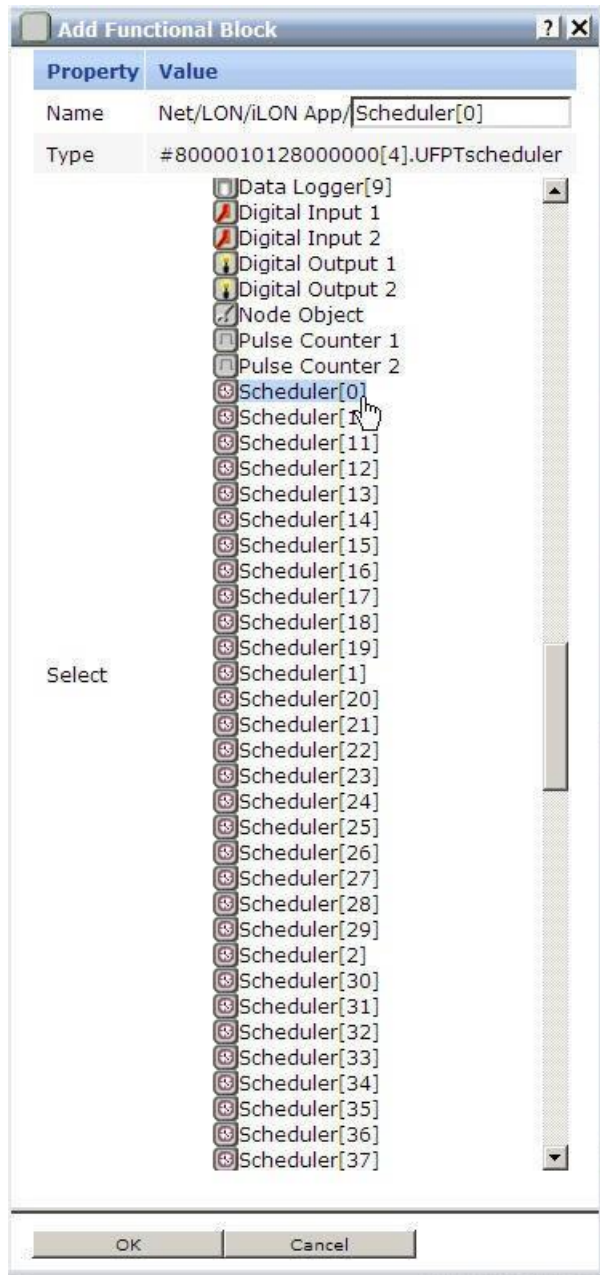 Add Functional Block ? X
Property Value
Name Net/LON/iLON App/Scheduler[0]
Type #8000010128000000[4].UFPTscheduler
Data Logger[9]
Digital Input 1
Digital Input 2
Digital Output 1
Digital Output 2
Node Object
Pulse Counter 1
Pulse Counter 2
Scheduler[0]
Scheduler[1
Scheduler[11]
Scheduler[12]
Scheduler[13]
Scheduler[14]
Scheduler[15]
Scheduler[16]
Scheduler[17]
Scheduler[18]
Scheduler[19]
Select Scheduler[1]
Scheduler[20]
Scheduler[21]
Scheduler[22]
Scheduler[23]
Scheduler[24]
Scheduler[25]
Scheduler[26]
Scheduler[27]
Scheduler[28]
Scheduler[29]
Scheduler[2]
Scheduler[30]
Scheduler[31]
Scheduler[32]
Scheduler[33]
Scheduler[34]
Scheduler[35]
Scheduler[36]
Scheduler[37]
OK Cancel